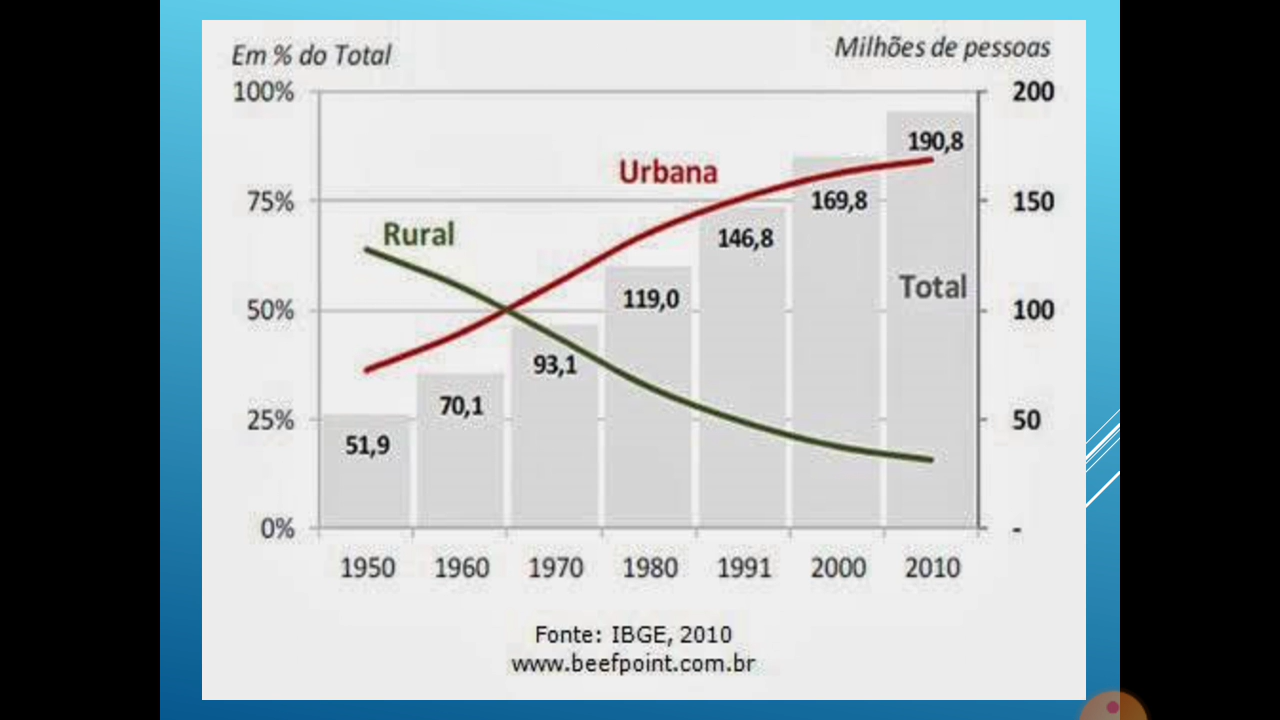 Em % do Total
Milhões de pessoas
100%
200
190,8
Urbana
75%
169,8
150
Rural
146,8
Total
119,0
50%
100
93,1
70,1
25%
50
51,9
0%
-
1950 1960 1970 1980 1991 2000 2010
Fonte: IBGE, 2010
www.beefpoint.com.br